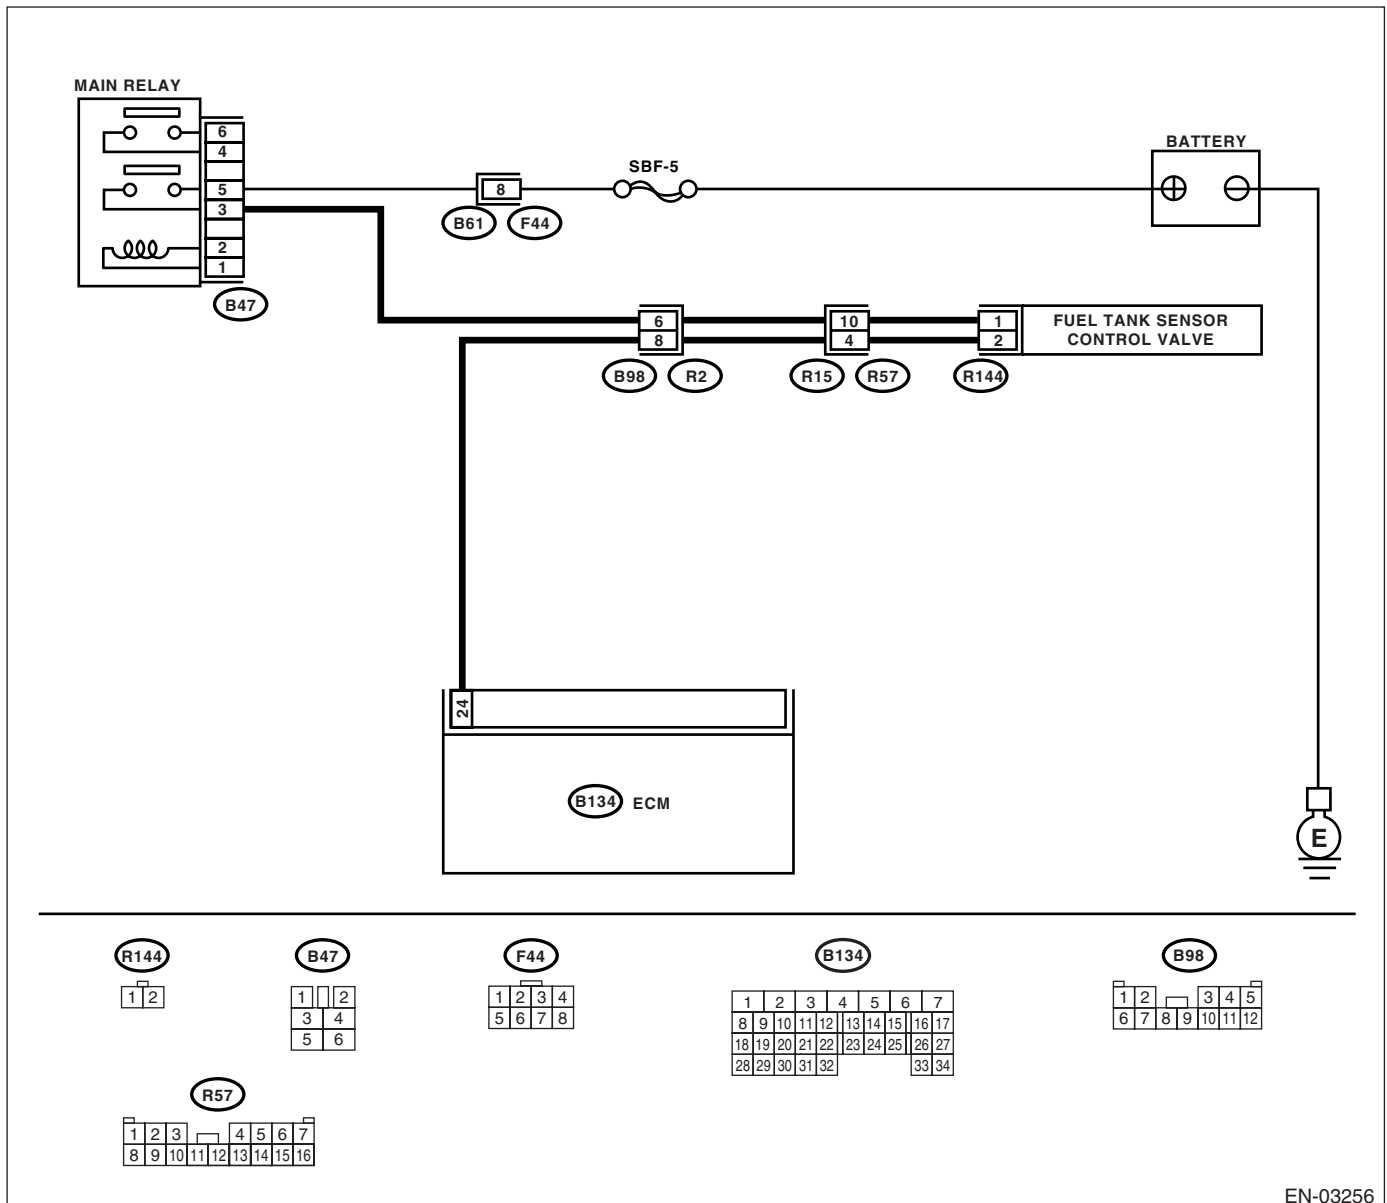 MAIN RELAY
6
4
5
3
2
1
B47
8
B61
F44
SBF-5
BATTERY
6
8
B98
R2
10
4
R15
R57
1
2
R144
FUEL TANK SENSOR
CONTROL VALVE
24
B134
ECM
E
R144
1 2
B47
1 2
3 4
5 6
F44
1 2 3 4
5 6 7 8
B134
1 2 3 4 5 6 7
8 9 10 11 12 13 14 15 16 17
18 19 20 21 22 23 24 25 26 27
28 29 30 31 32 33 34
B98
1 2 3 4 5
6 7 8 9 10 11 12
R57
1 2 3 4 5 6 7
8 9 10 11 12 13 14 15 16
EN-03256